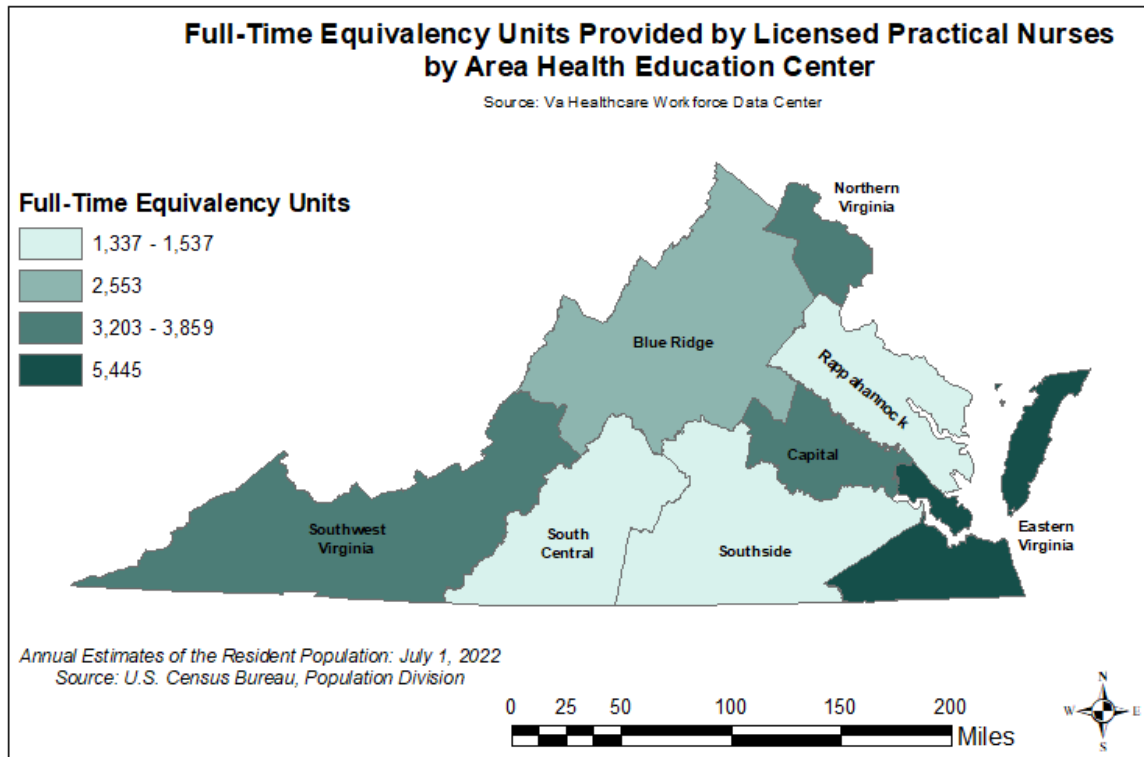 Full-Time Equivalency Units Provided by Licensed Practical Nurses
by Area Health Education Center
Source: Va Healthcare Workforce Data Center
Full-Time Equivalency Units
1,337 - 1,537
2,553
3,203 - 3,859
5,445
Northern
Virginia
Blue Ridge
Rappahannock
Capital
Southwest
Virginia
South
Central
Southside
Eastern
Virginia
Annual Estimates of the Resident Population: July 1, 2022
Source: U.S. Census Bureau, Population Division
0 25 50 100 150 200
Miles
N
W E
S